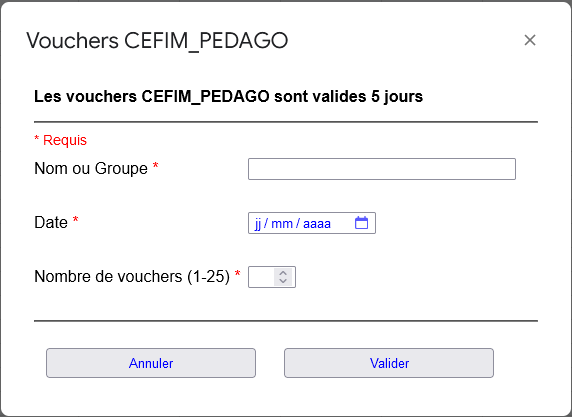 Vouchers CEFIM_PEDAGO
Les vouchers CEFIM_PEDAGO sont valides 5 jours
* Requis
Nom ou Groupe *
Date * jj / mm / aaaa
Nombre de vouchers (1-25) *
Annuler Valider